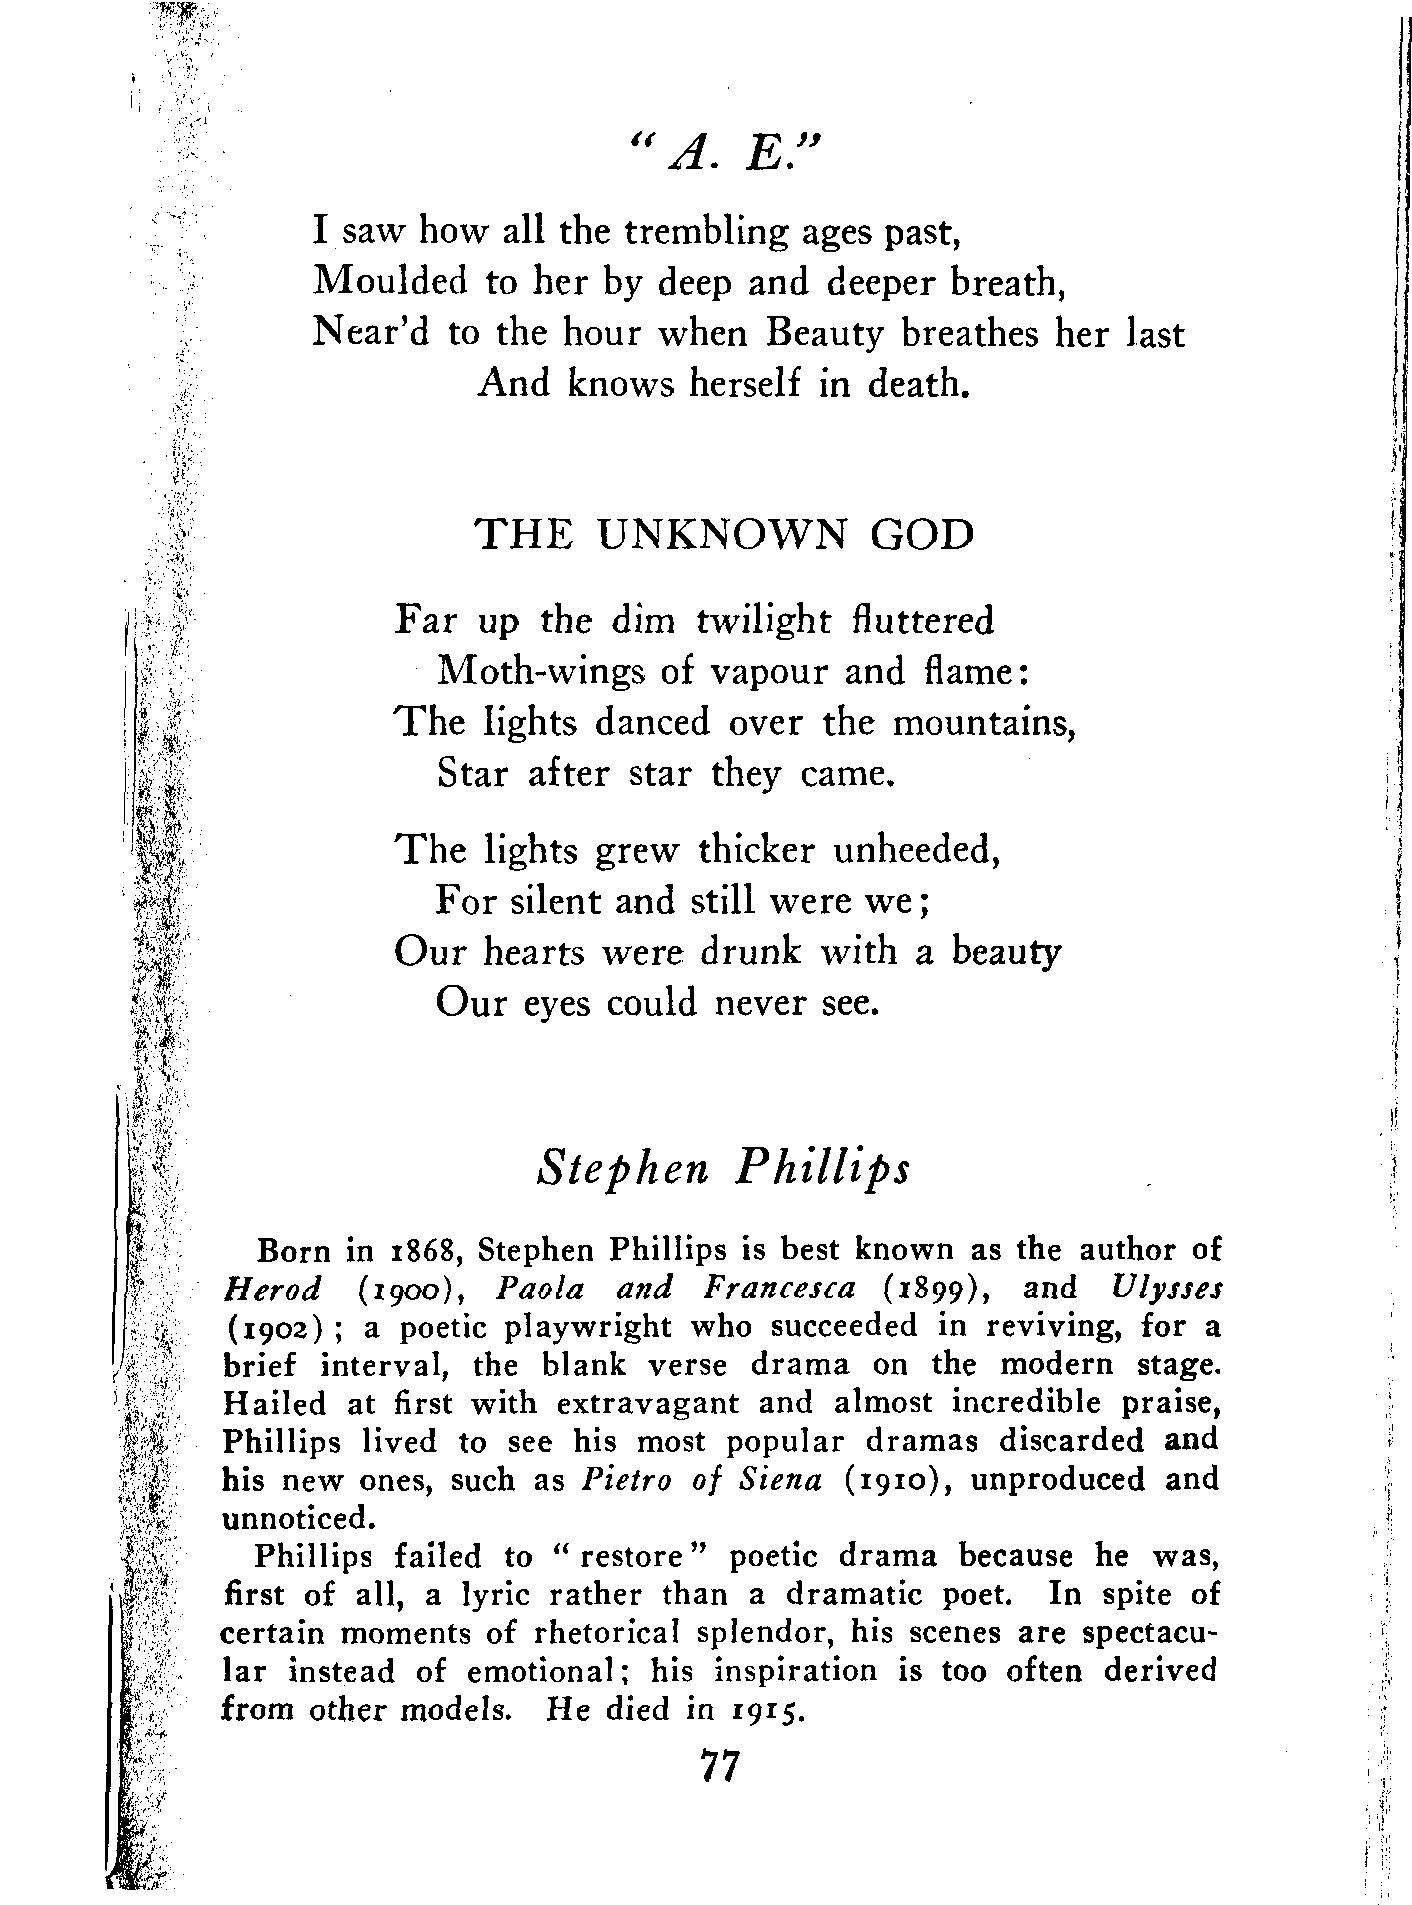 “ A. E.”
I saw how all the trembling ages past,
Moulded to her by deep and deeper breath,
Near’d to the hour when Beauty breathes her last
And knows herself in death.
THE UNKNOWN GOD
Far up the dim twilight fluttered
Moth-wings of vapour and flame:
The lights danced over the mountains,
Star after star they came.
The lights grew thicker unheeded,
For silent and still were we;
Our hearts were drunk with a beauty
Our eyes could never see.
Stephen Phillips
Born in 1868, Stephen Phillips is best known as the author of
Herod (1900), Paola and Francesca (1899), and Ulysses
(1902) ; a poetic playwright who succeeded in reviving, for a
brief interval, the blank verse drama on the modern stage.
Hailed at first with extravagant and almost incredible praise,
Phillips lived to see his most popular dramas discarded and
his new ones, such as Pietro of Siena (1910), unproduced and
unnoticed.
Phillips failed to “ restore ” poetic drama because he was,
first of all, a lyric rather than a dramatic poet. In spite of
certain moments of rhetorical splendor, his scenes are spectacu-
lar instead of emotional; his inspiration is too often derived
from other models. He died in 1915.
77